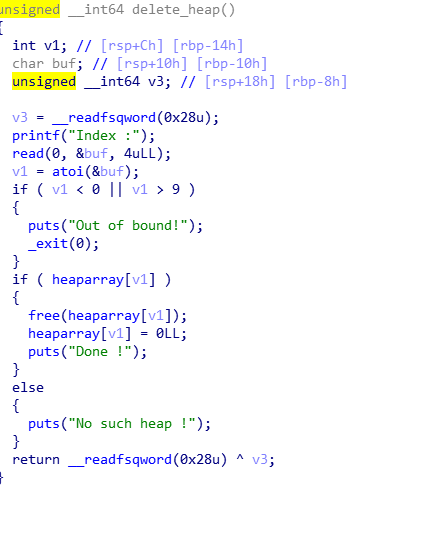 unsigned __int64 delete_heap()
{
  int v1; // [rsp+Ch] [rbp-14h]
  char buf; // [rsp+10h] [rbp-10h]
  unsigned __int64 v3; // [rsp+18h] [rbp-8h]

  v3 = __readfsqword(0x28u);
  printf("Index :");
  read(0, &buf, 4uLL);
  v1 = atoi(&buf);
  if ( v1 < 0 || v1 > 9 )
  {
    puts("Out of bound!");
    _exit(0);
  }
  if ( heaparray[v1] )
  {
    free(heaparray[v1]);
    heaparray[v1] = 0LL;
    puts("Done !");
  }
  else
  {
    puts("No such heap !");
  }
  return __readfsqword(0x28u) ^ v3;
}